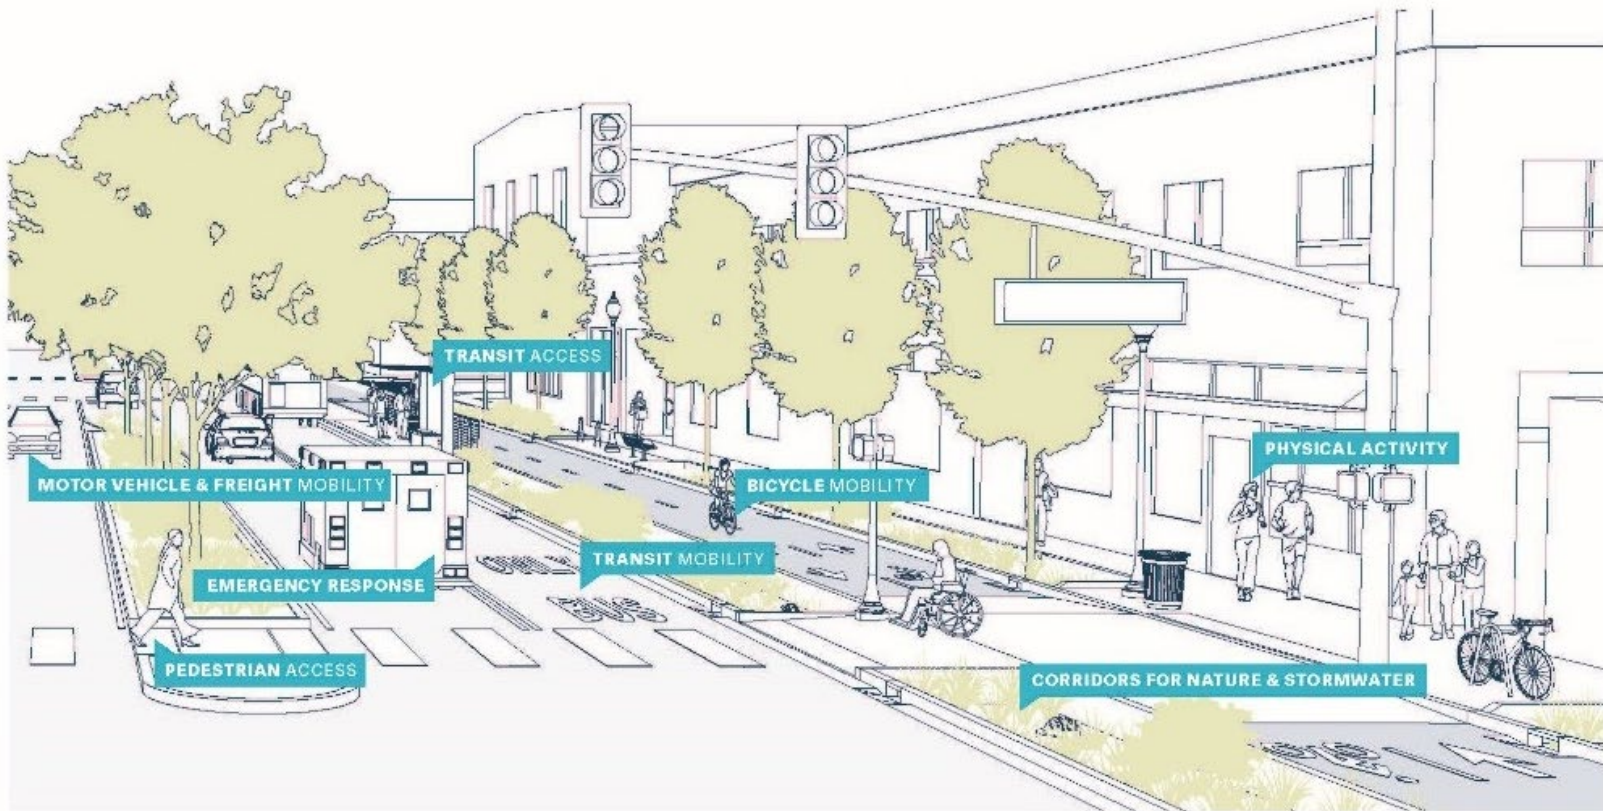 TRANSIT ACCESS
PHYSICAL ACTIVITY
MOTOR VEHICLE & FREIGHT MOBILITY
BICYCLE MOBILITY
TRANSIT MOBILITY
EMERGENCY RESPONSE
BUS
PEDESTRIAN ACCESS
CORRIDORS FOR NATURE & STORMWATER